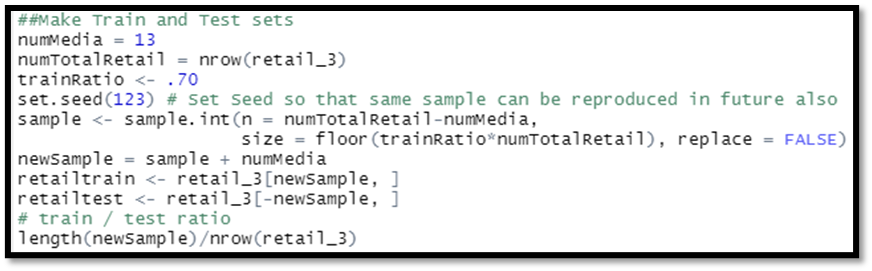 ##Make Train and Test sets
numMedia = 13
numTotalRetail = nrow(retail_3)
trainRatio <- .70
set.seed(123) # Set Seed so that same sample can be reproduced in future also
sample <- sample.int(n = numTotalRetail-numMedia,
size = floor(trainRatio*numTotalRetail), replace = FALSE)
newSample = sample + numMedia
retailtrain <- retail_3[newSample, ]
retailtest <- retail_3[-newSample, ]
# train / test ratio
length(newSample)/nrow(retail_3)